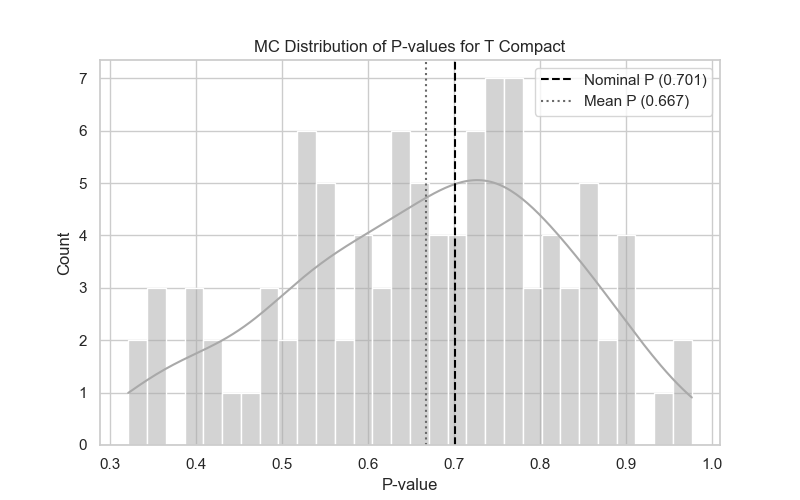 MC Distribution of P-values for T Compact
Nominal P (0.701)
Mean P (0.667)
Count
7
6
5
4
3
2
1
0
0.3 0.4 0.5 0.6 0.7 0.8 0.9 1.0
P-value